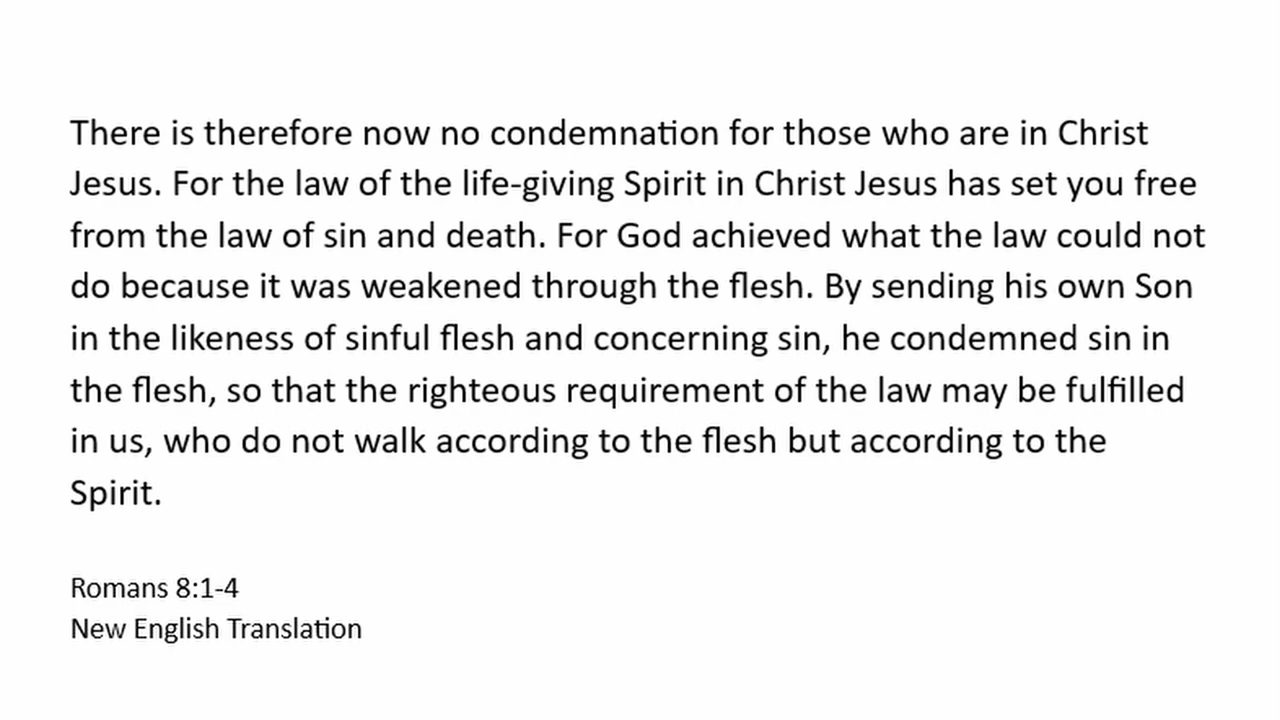 There is therefore now no condemnation for those who are in Christ
Jesus. For the law of the life-giving Spirit in Christ Jesus has set you free
from the law of sin and death. For God achieved what the law could not
do because it was weakened through the flesh. By sending his own Son
in the likeness of sinful flesh and concerning sin, he condemned sin in
the flesh, so that the righteous requirement of the law may be fulfilled
in us, who do not walk according to the flesh but according to the
Spirit.
Romans 8:1-4
New English Translation